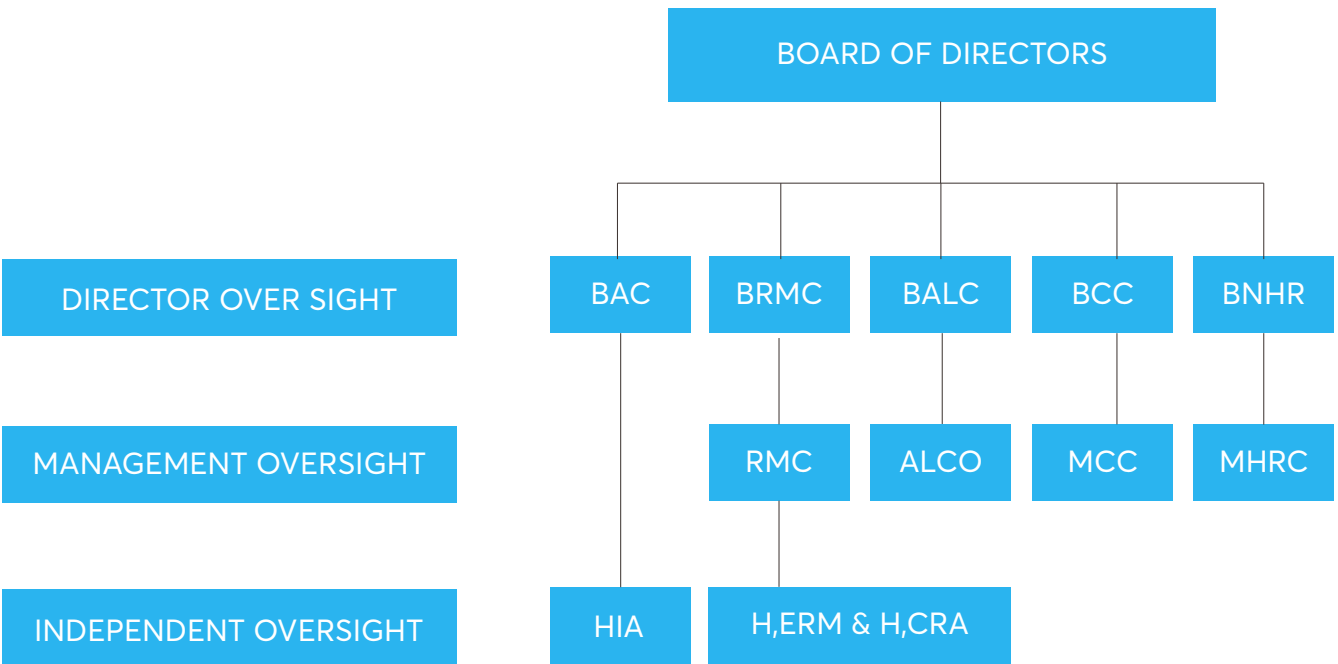 BOARD OF DIRECTORS
DIRECTOR OVER SIGHT
BAC
BRMC
BALC
BCC
BNHR
MANAGEMENT OVERSIGHT
RMC
ALCO
MCC
MHRC
INDEPENDENT OVERSIGHT
HIA
H,ERM & H,CRA